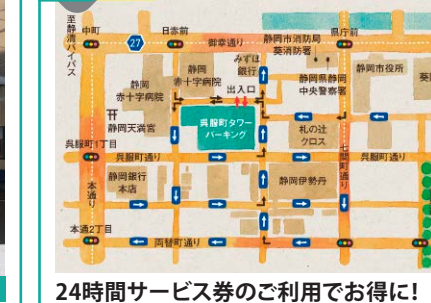 至静清バイパス
中町
27
日赤前
御幸通り
静岡市消防局
葵消防署
県庁前
静岡市役所
葵
みずほ
銀行
静岡
赤十字病院
静岡
赤十字病院
出入口
静岡県静岡
中央警察署
静岡天満宮
呉服町タワー
パーキング
札の辻
クロス
呉服町1丁目
呉服町通り
呉服町通り
七間町通り
本通り
静岡銀行
本店
静岡伊勢丹
本通2丁目
両替町通り
24時間サービス券のご利用でお得に!